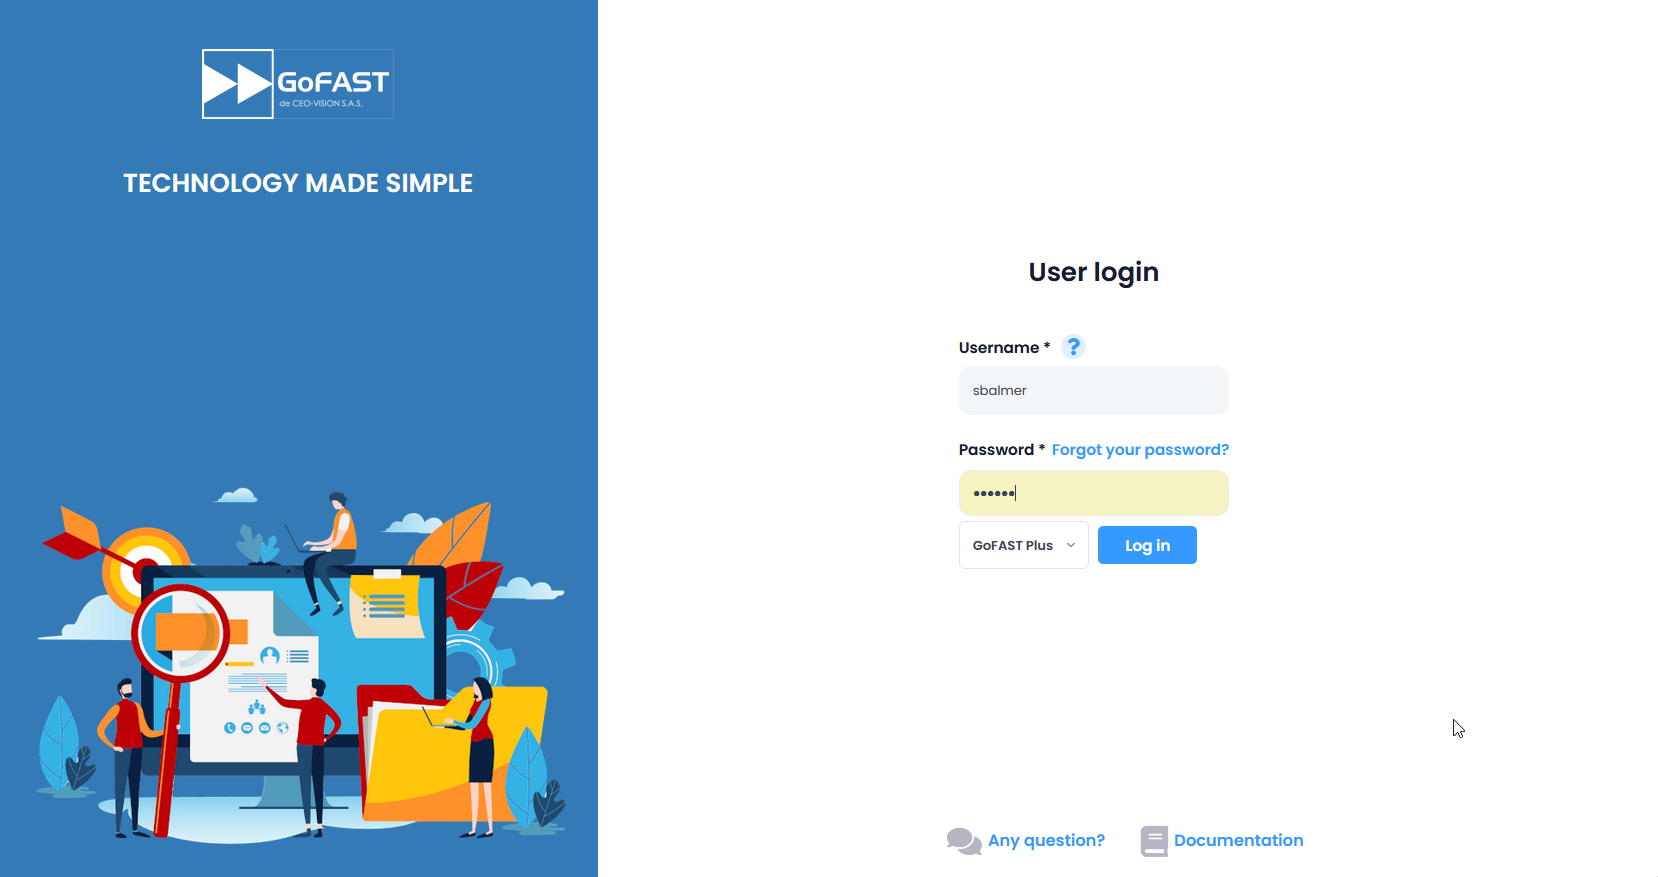 GoFAST
de CEO-VISION S.A.S.
TECHNOLOGY MADE SIMPLE
User login
Username * ?
sbalmer
Password * Forgot your password?
••••••
GoFAST Plus Log in
Any question? Documentation